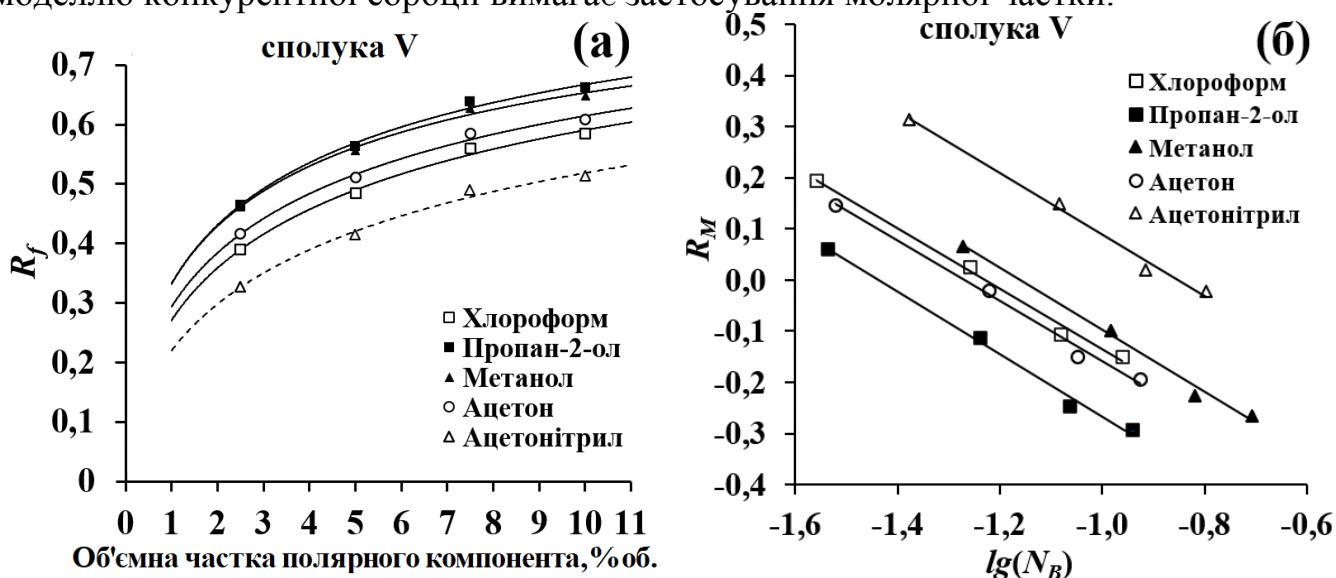 моделлю конкурентної сорбції вимагає застосування молярної частки.
сполука V
(а)
0,7
0,6
0,5
0,4
0,3
0,2
0,1
0
R_f
Хлороформ
Пропан-2-ол
Метанол
Ацетон
Ацетонітрил
0 1 2 3 4 5 6 7 8 9 10 11
Об'ємна частка полярного компонента, % об.
сполука V
(б)
0,5
0,4
0,3
0,2
0,1
0,0
-0,1
-0,2
-0,3
-0,4
R_M
Хлороформ
Пропан-2-ол
Метанол
Ацетон
Ацетонітрил
-1,6 -1,4 -1,2 -1,0 -0,8 -0,6
lg(N_B)